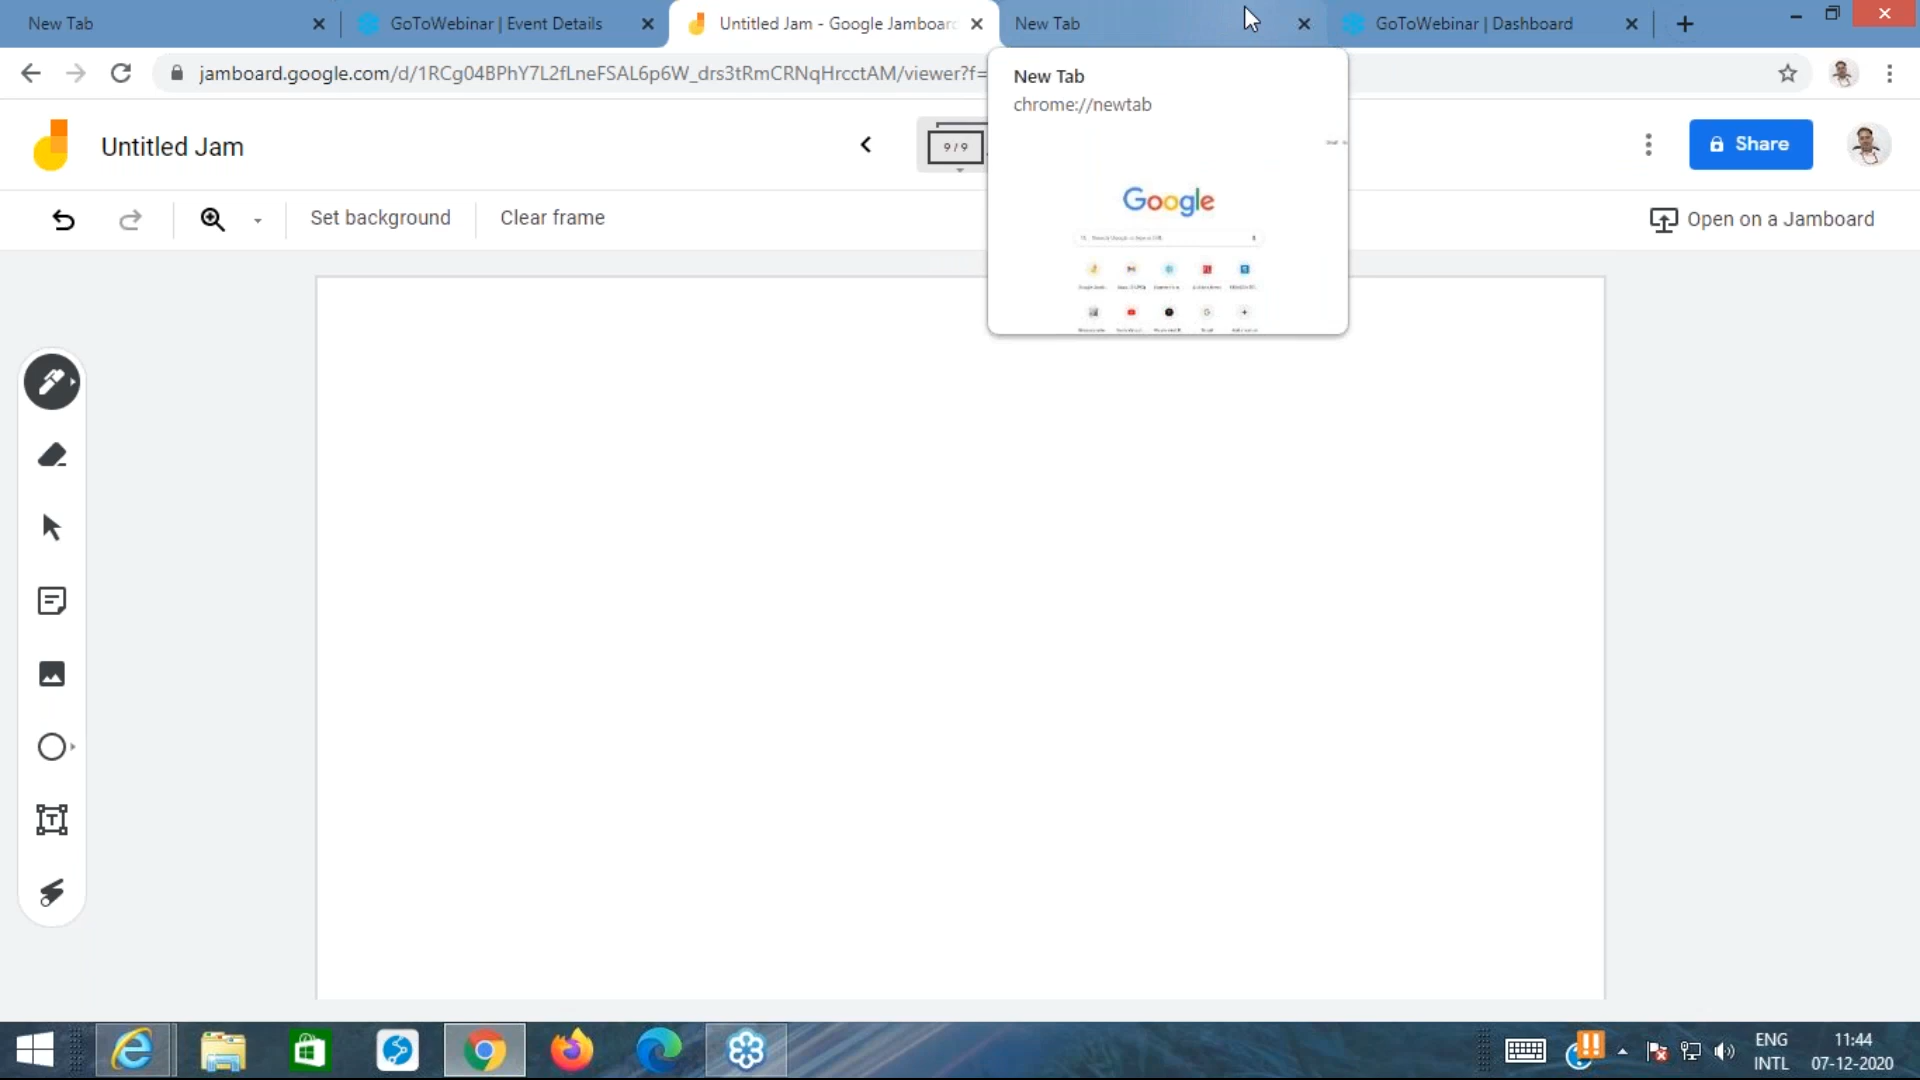 New Tab
GoToWebinar | Event Details
Untitled Jam - Google Jamboard
New Tab
GoToWebinar | Dashboard
jamboard.google.com/d/1RCg04BPhY7L2fLneFSAL6p6W_drs3tRmCRNqHrcctAM/viewer?f=
New Tab
chrome://newtab
Google
Untitled Jam
9 / 9
Share
Set background
Clear frame
Open on a Jamboard
ENG
INTL
11:44
07-12-2020